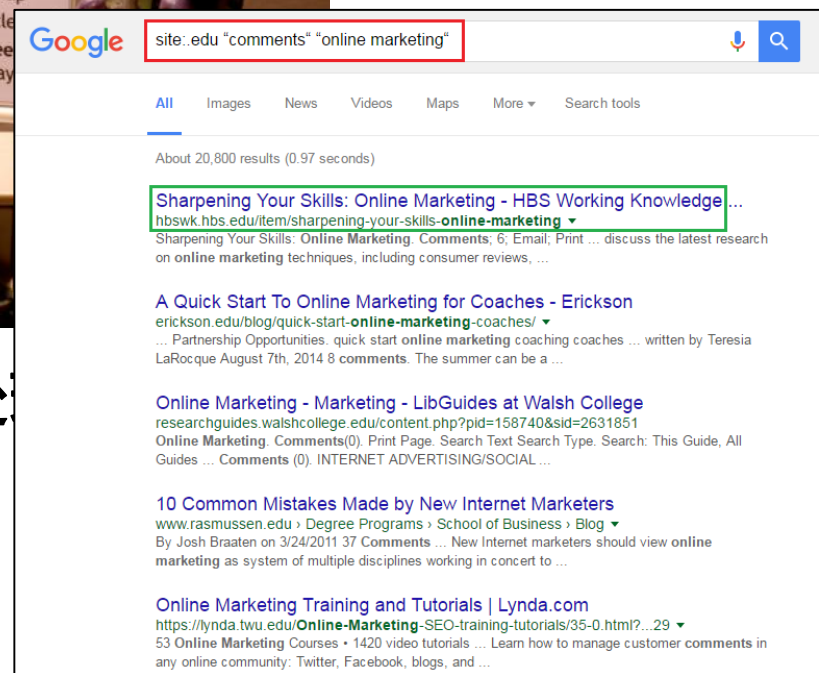 Google
site:.edu “comments“ “online marketing“
All Images News Videos Maps More Search tools
About 20,800 results (0.97 seconds)
Sharpening Your Skills: Online Marketing - HBS Working Knowledge ...
hbswk.hbs.edu/item/sharpening-your-skills-online-marketing
Sharpening Your Skills: Online Marketing. Comments; 6; Email; Print ... discuss the latest research
on online marketing techniques, including consumer reviews, ...
A Quick Start To Online Marketing for Coaches - Erickson
erickson.edu/blog/quick-start-online-marketing-coaches/
... Partnership Opportunities. quick start online marketing coaching coaches ... written by Teresia
LaRocque August 7th, 2014 8 comments. The summer can be a ...
Online Marketing - Marketing - LibGuides at Walsh College
researchguides.walshcollege.edu/content.php?pid=158740&sid=2631851
Online Marketing. Comments(0). Print Page. Search Text Search Type. Search: This Guide, All
Guides ... Comments (0). INTERNET ADVERTISING/SOCIAL ...
10 Common Mistakes Made by New Internet Marketers
www.rasmussen.edu › Degree Programs › School of Business › Blog
By Josh Braaten on 3/24/2011 37 Comments ... New Internet marketers should view online
marketing as system of multiple disciplines working in concert to ...
Online Marketing Training and Tutorials | Lynda.com
https://lynda.twu.edu/Online-Marketing-SEO-training-tutorials/35-0.html?...29
53 Online Marketing Courses • 1420 video tutorials ... Learn how to manage customer comments in
any online community: Twitter, Facebook, blogs, and ...